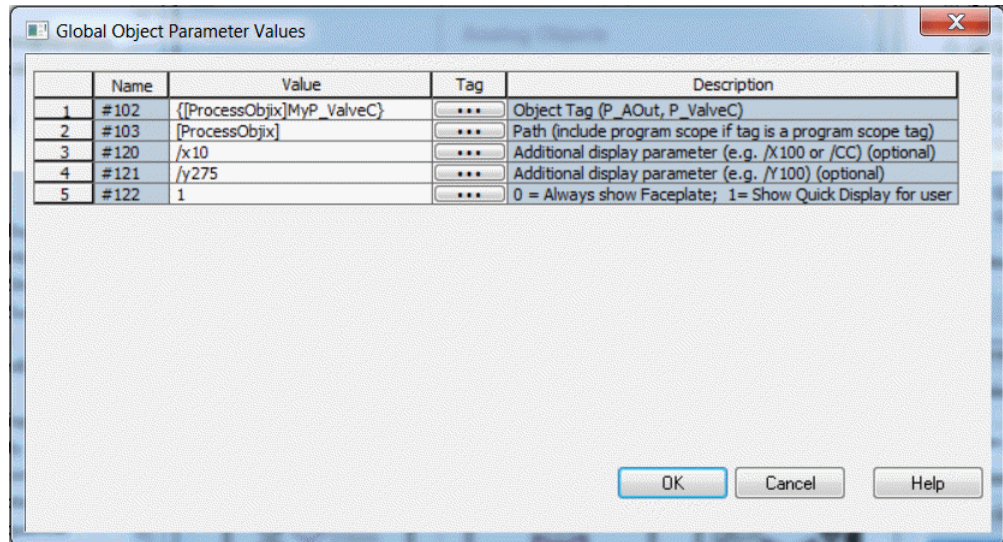 Global Object Parameter Values
Name Value Tag Description
1 #102 {[ProcessObjix]MyP_ValveC} ... Object Tag (P_AOut, P_ValveC)
2 #103 [ProcessObjix] ... Path (include program scope if tag is a program scope tag)
3 #120 /x10 ... Additional display parameter (e.g. /X100 or /CC) (optional)
4 #121 /y275 ... Additional display parameter (e.g. /Y100) (optional)
5 #122 1 ... 0 = Always show Faceplate; 1= Show Quick Display for user
OK Cancel Help